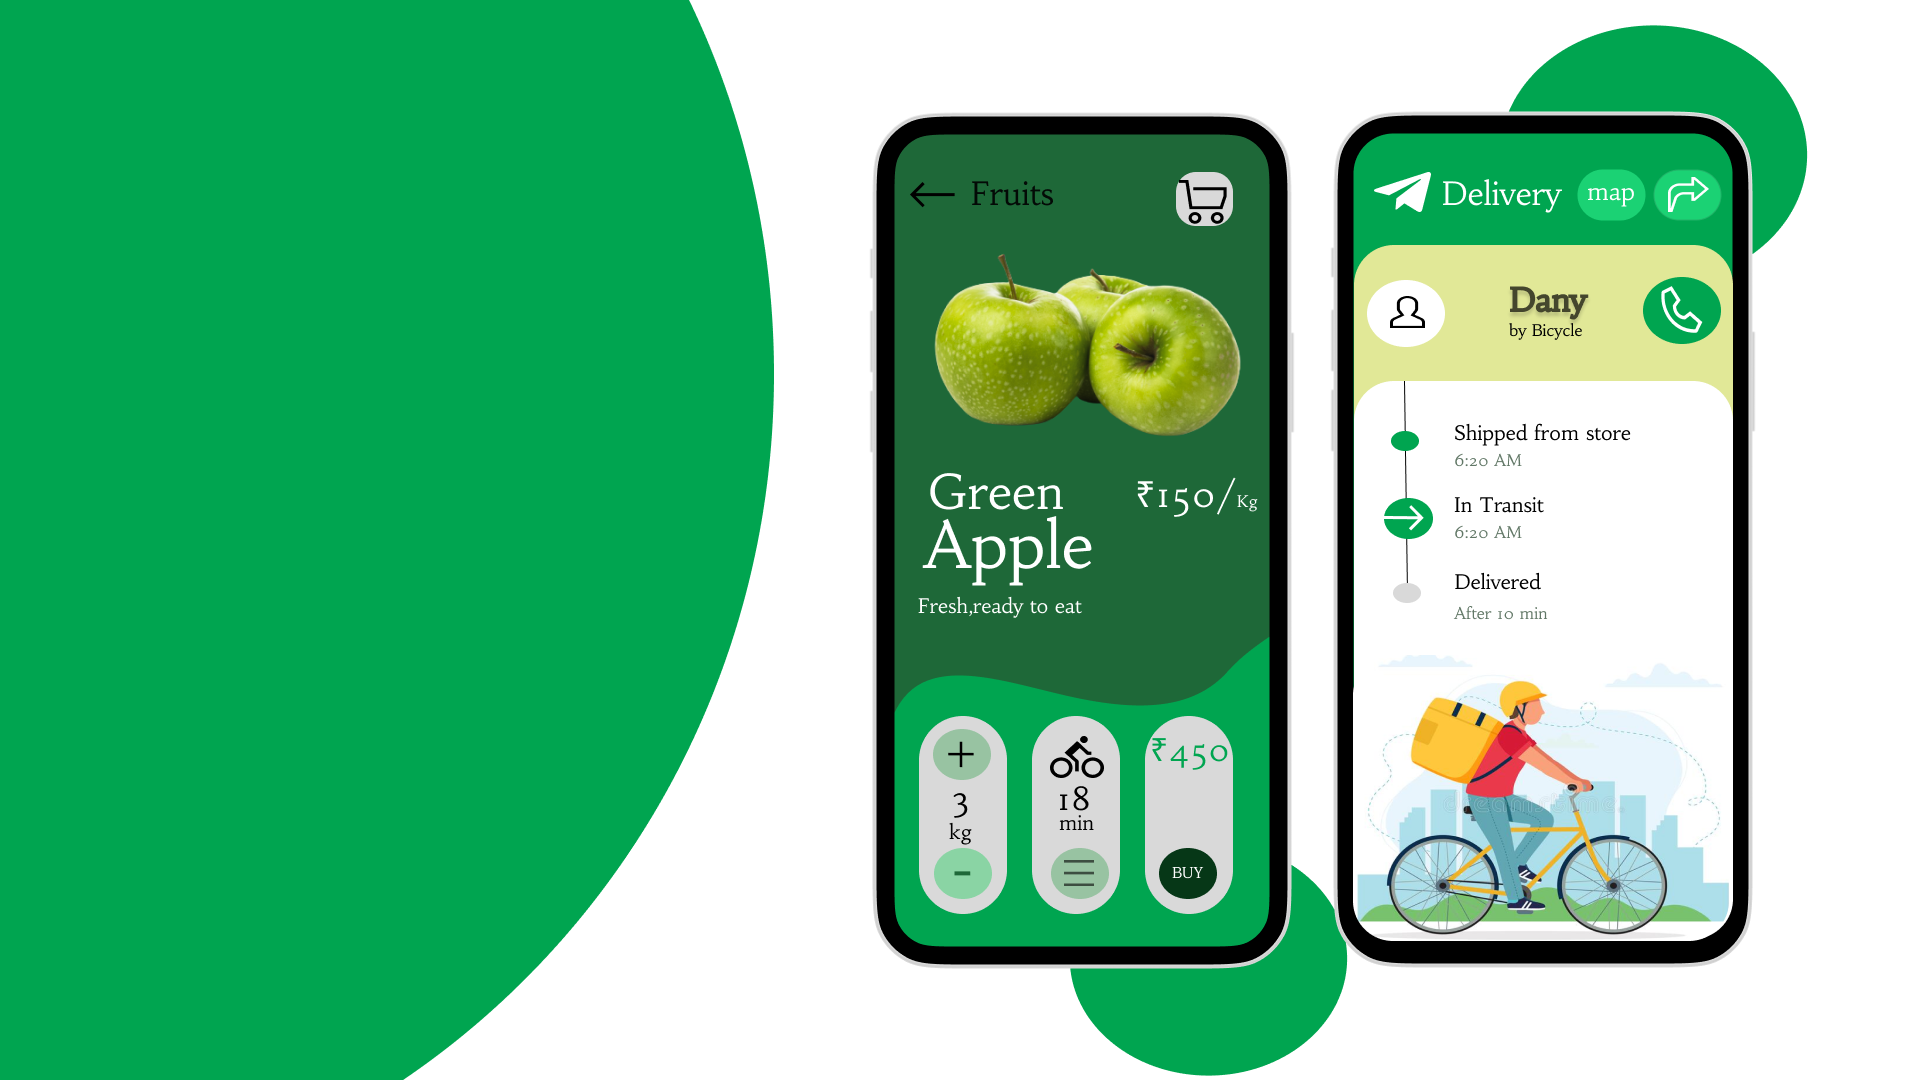 Fruits
Green
Apple
₹150/Kg
Fresh,ready to eat
3
kg
18
min
₹450
BUY
Delivery
map
Dany
by Bicycle
Shipped from store
6:20 AM
In Transit
6:20 AM
Delivered
After 10 min